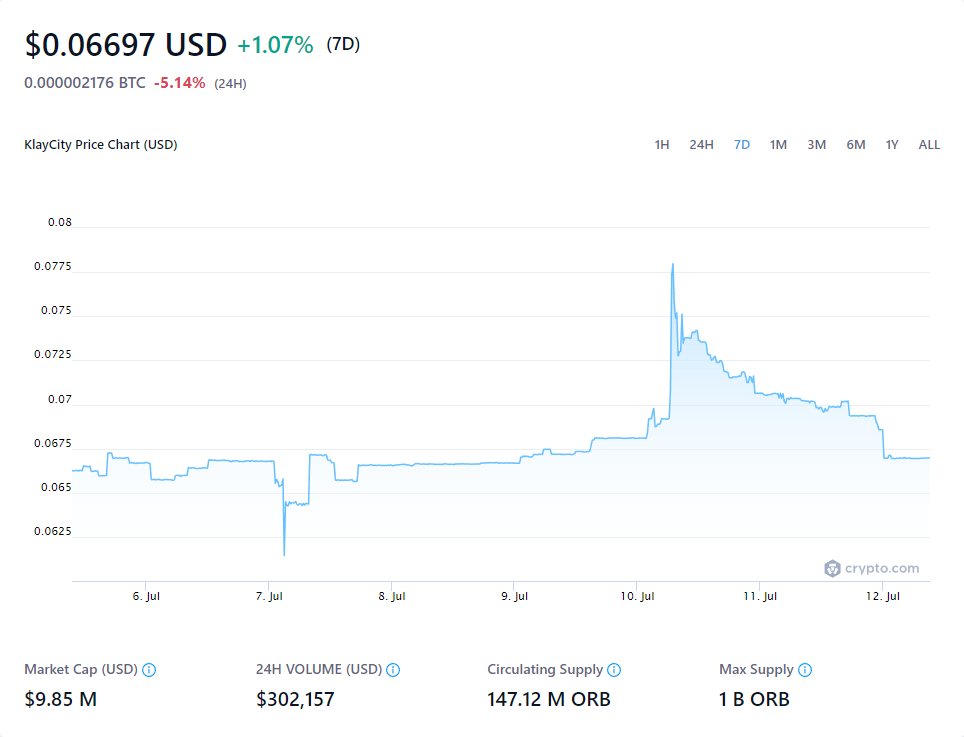 $0.06697 USD +1.07% (7D)
0.000002176 BTC -5.14% (24H)
KlayCity Price Chart (USD) 1H 24H 7D 1M 3M 6M 1Y ALL
0.08
0.0775
0.075
0.0725
0.07
0.0675
0.065
0.0625
crypto.com
6. Jul 7. Jul 8. Jul 9. Jul 10. Jul 11. Jul 12. Jul
Market Cap (USD) 24H VOLUME (USD) Circulating Supply Max Supply
$9.85 M $302,157 147.12 M ORB 1 B ORB